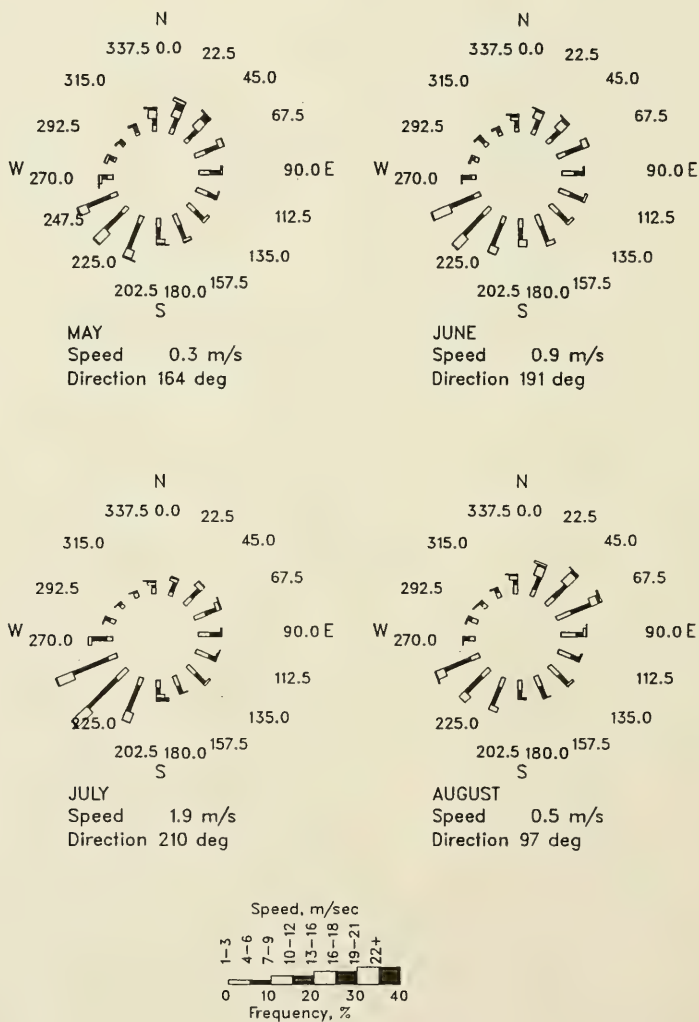 N
337.5 0.0 22.5
315.0 45.0
292.5 67.5
W 270.0 90.0 E
247.5 112.5
225.0 135.0
202.5 180.0 157.5
S
MAY
Speed 0.3 m/s
Direction 164 deg
N
337.5 0.0 22.5
315.0 45.0
292.5 67.5
W 270.0 90.0 E
112.5
225.0 135.0
202.5 180.0 157.5
S
JUNE
Speed 0.9 m/s
Direction 191 deg
N
337.5 0.0 22.5
315.0 45.0
292.5 67.5
W 270.0 90.0 E
112.5
225.0 135.0
202.5 180.0 157.5
S
JULY
Speed 1.9 m/s
Direction 210 deg
N
337.5 0.0 22.5
315.0 45.0
292.5 67.5
W 270.0 90.0 E
112.5
225.0 135.0
202.5 180.0 157.5
S
AUGUST
Speed 0.5 m/s
Direction 97 deg
Speed, m/sec
1-3
4-6
7-9
10-12
13-16
16-18
19-21
22+
0 10 20 30 40
Frequency, %